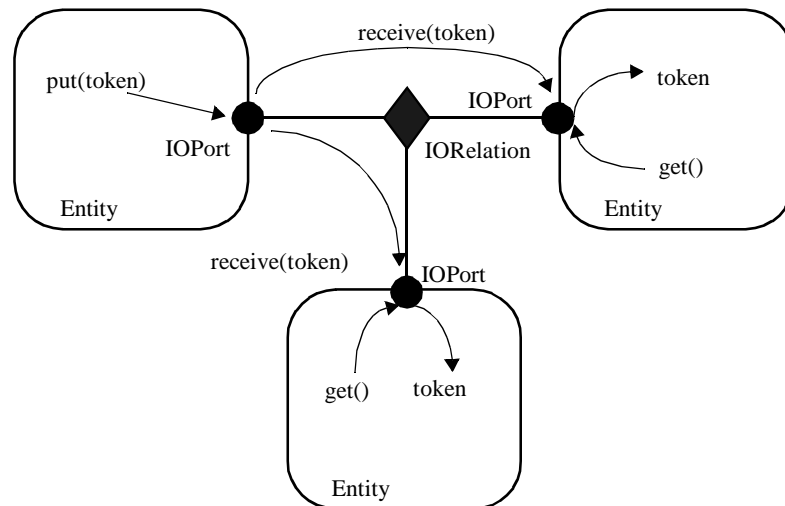 receive(token)
put(token)
IOPort
token
IOPort
IORelation
get()
Entity
Entity
receive(token)
IOPort
get()
token
Entity